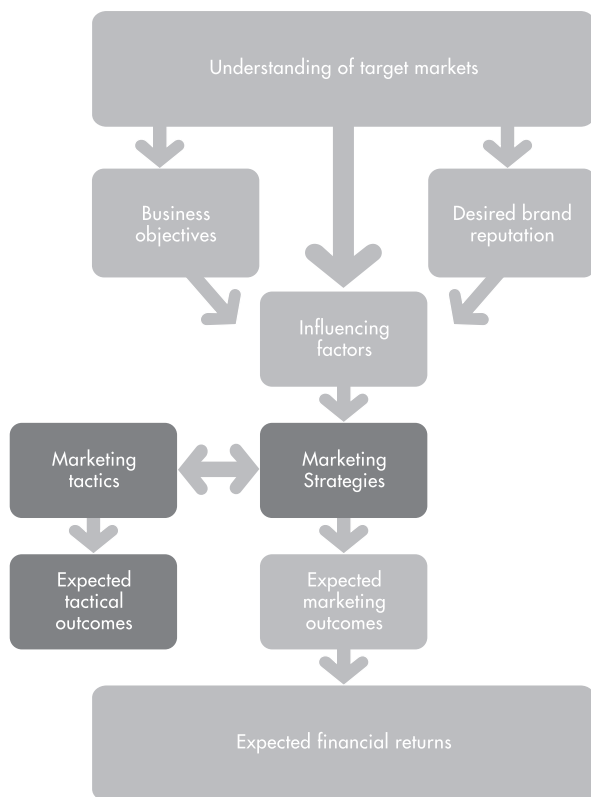 Understanding of target markets
Business
objectives
Desired brand
reputation
Influencing
factors
Marketing
tactics
Marketing
Strategies
Expected
tactical
outcomes
Expected
marketing
outcomes
Expected financial returns